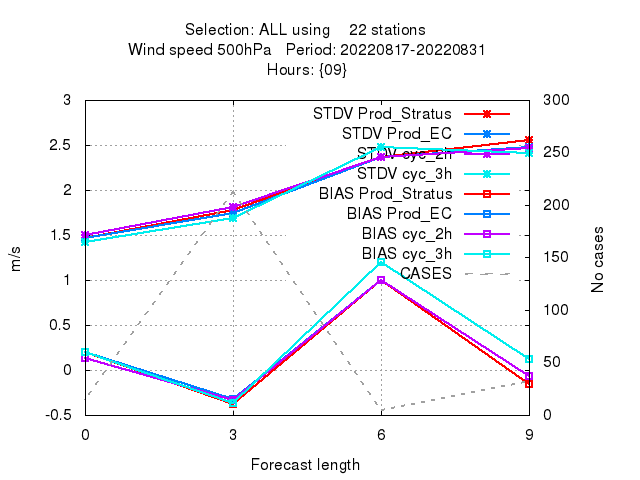 Selection: ALL using 22 stations
Wind speed 500hPa Period: 20220817-20220831
Hours: {09}
3
2.5
2
1.5
1
0.5
0
-0.5
300
250
200
150
100
50
0
0 3 6 9
m/s
No cases
Forecast length
STDV Prod_Stratus
STDV Prod_EC
STDV cyc_2h
STDV cyc_3h
BIAS Prod_Stratus
BIAS Prod_EC
BIAS cyc_2h
BIAS cyc_3h
CASES